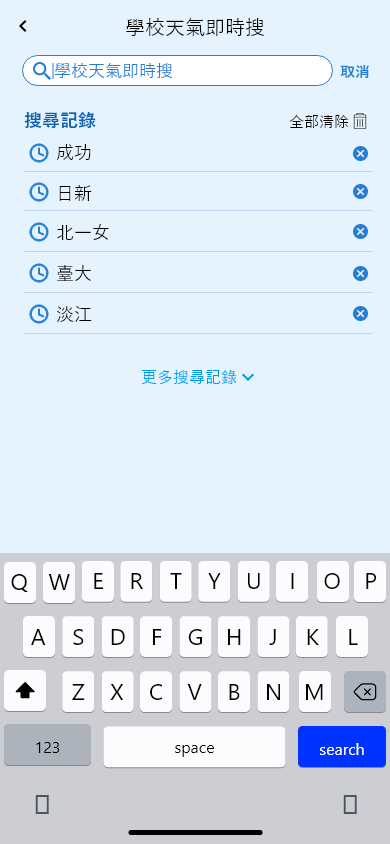 學校天氣即時搜
學校天氣即時搜 取消
搜尋記錄 全部清除
成功
日新
北一女
臺大
淡江
更多搜尋記錄
Q W E R T Y U I O P
A S D F G H J K L
Z X C V B N M
123 space search